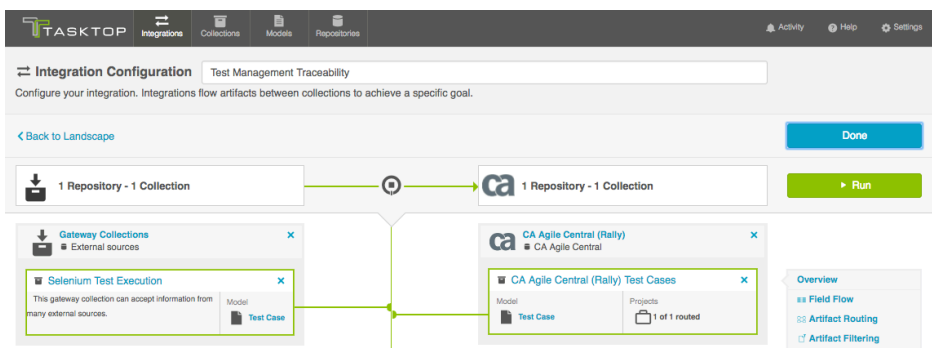 TASKTOP
Integrations
Collections
Models
Repositories
Activity
Help
Settings
Integration Configuration
Test Management Traceability
Configure your integration. Integrations flow artifacts between collections to achieve a specific goal.
Back to Landscape
Done
1 Repository - 1 Collection
ca
1 Repository - 1 Collection
Run
Gateway Collections
External sources
Selenium Test Execution
This gateway collection can accept information from
many external sources.
Model
Test Case
ca
CA Agile Central (Rally)
CA Agile Central
CA Agile Central (Rally) Test Cases
Model
Test Case
Projects
1 of 1 routed
Overview
Field Flow
Artifact Routing
Artifact Filtering